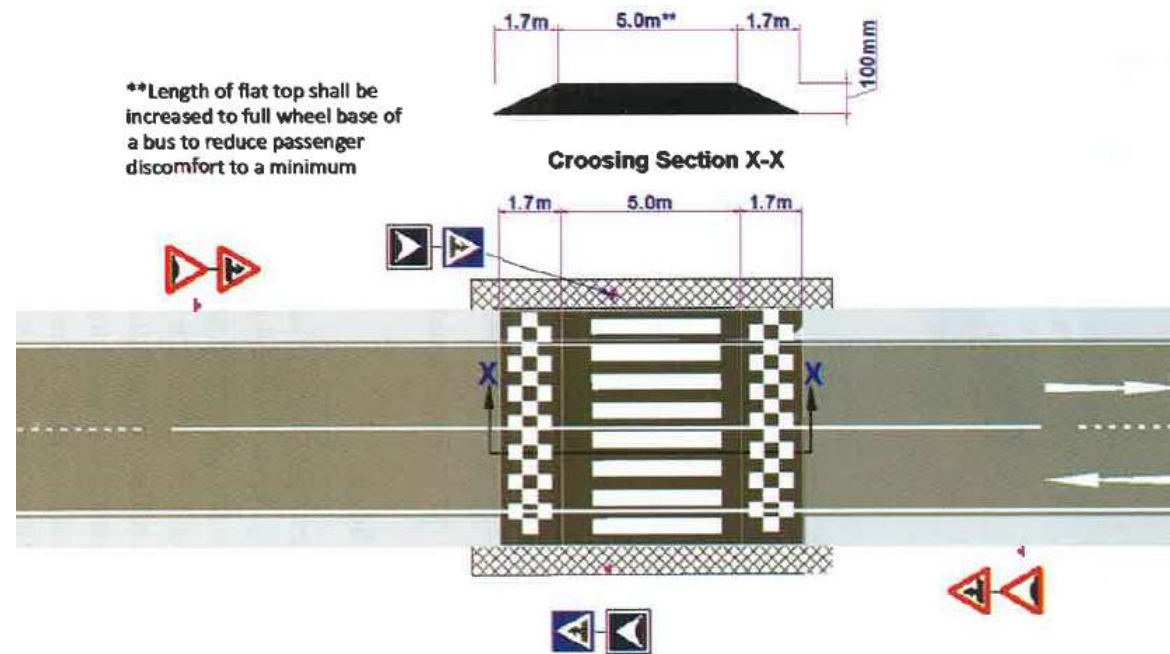 1.7m 5.0m** 1.7m
100mm
**Length of flat top shall be
increased to full wheel base of
a bus to reduce passenger
discomfort to a minimum
Croosing Section X-X
1.7m 5.0m 1.7m
X X